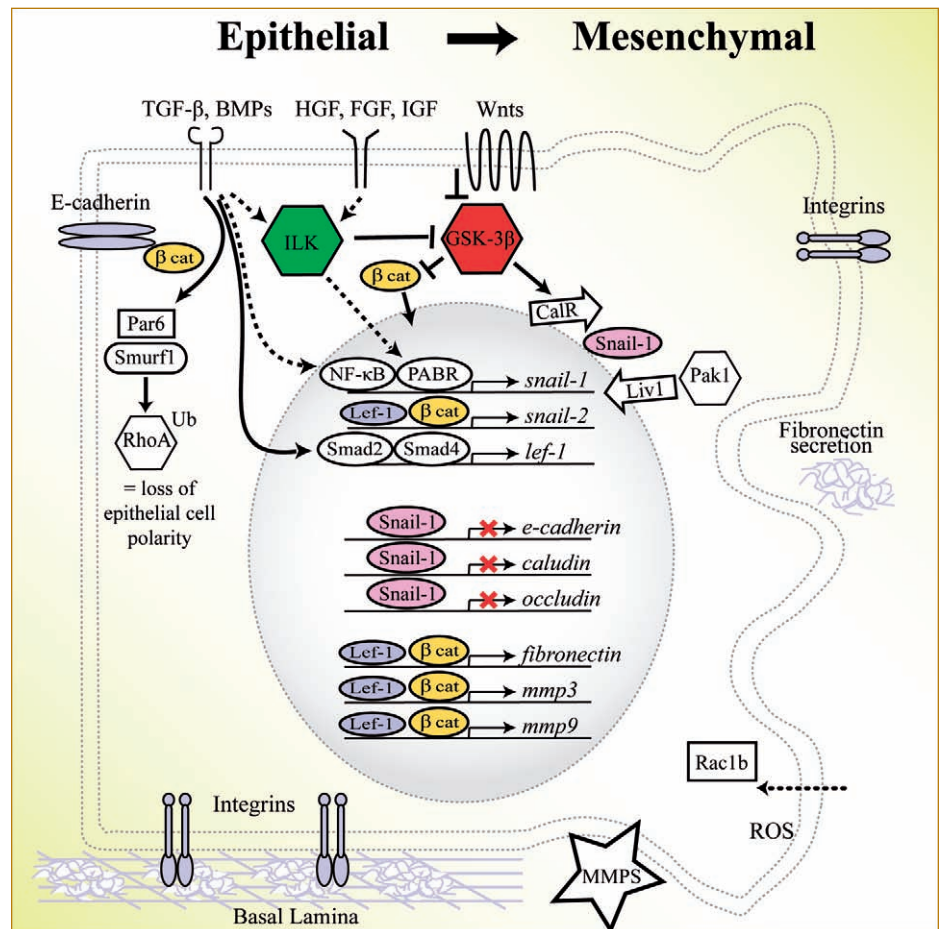 Epithelial Mesenchymal
TGF-β, BMPs HGF, FGF, IGF Wnts
E-cadherin
β cat
ILK
GSK-3β
β cat
Integrins
CalR
Snail-1
Par6
Smurf1
RhoA Ub
= loss of
epithelial cell
polarity
NF-κB PABR snail-1
Liv1 Pak1
Lef-1 β cat snail-2
Smad2 Smad4 lef-1
Fibronectin
secretion
Snail-1 e-cadherin
Snail-1 caludin
Snail-1 occludin
Lef-1 β cat fibronectin
Lef-1 β cat mmp3
Lef-1 β cat mmp9
Rac1b
ROS
Integrins
MMPS
Basal Lamina